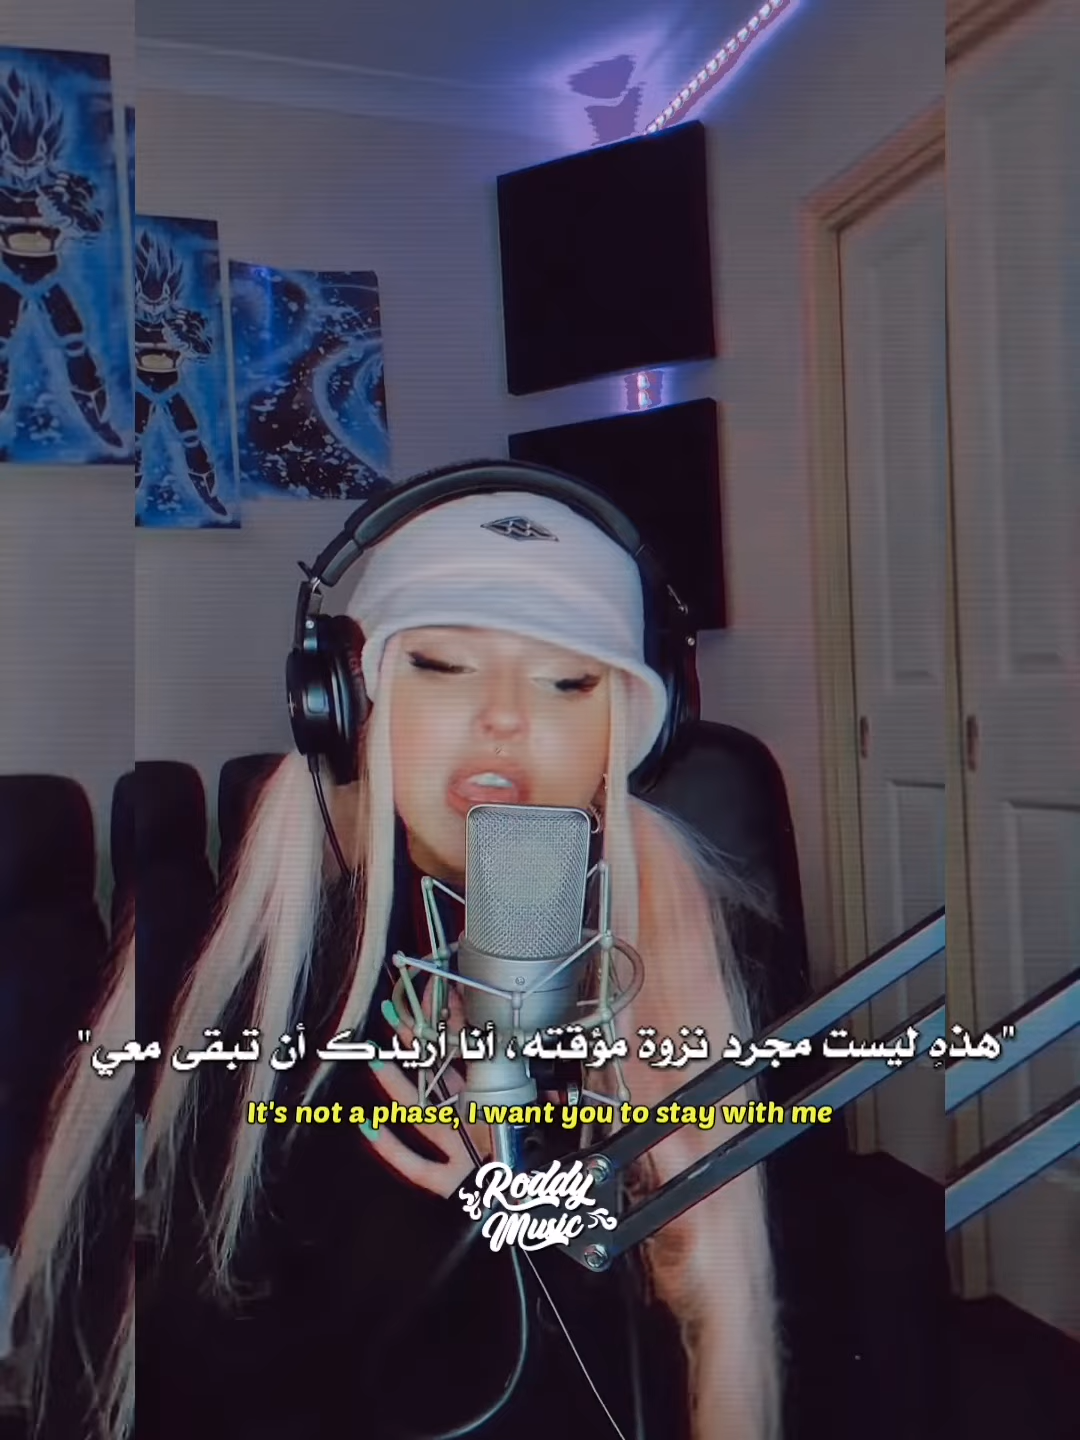 "هذهِ ليست مجرد نزوة مؤقته، أنا أريدك أن تبقى معي"
It's not a phase, I want you to stay with me
Roddy
Music